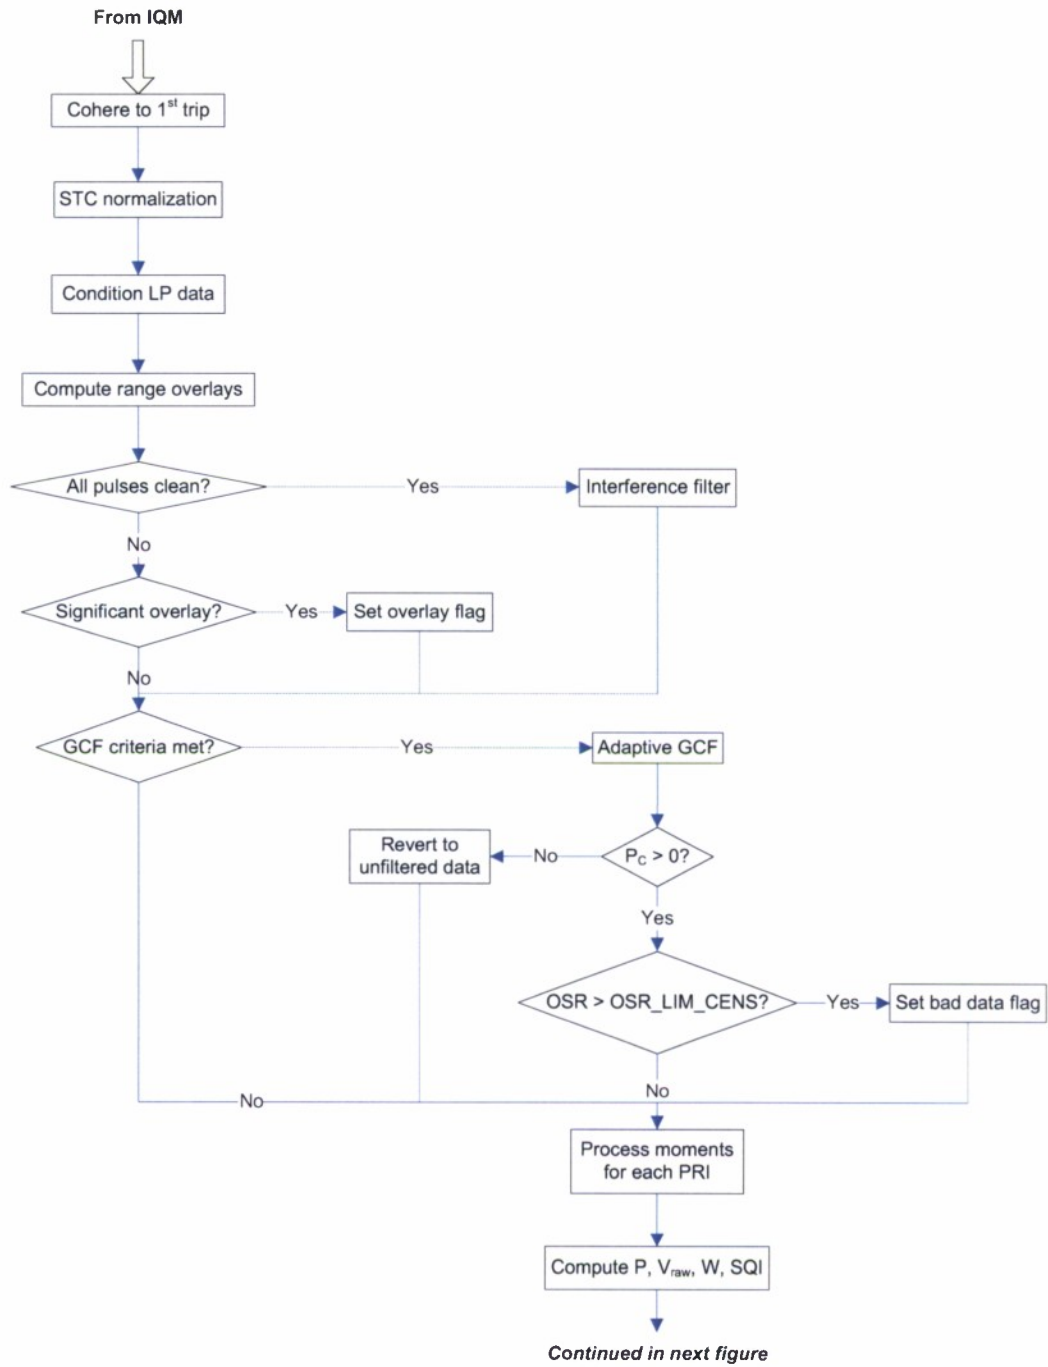 From IQM
Cohere to 1st trip
STC normalization
Condition LP data
Compute range overlays
All pulses clean?
Yes
Interference filter
No
Significant overlay?
Yes
Set overlay flag
No
GCF criteria met?
Yes
Adaptive GCF
Revert to
unfiltered data
No
PC > 0?
Yes
OSR > OSR_LIM_CENS?
Yes
Set bad data flag
No
No
Process moments
for each PRI
Compute P, Vraw, W, SQI
Continued in next figure